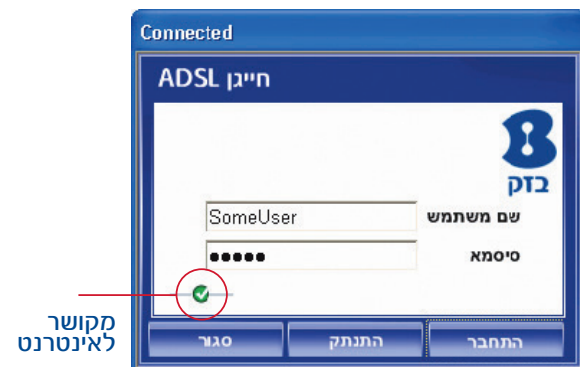 Connected
חייגן ADSL
בזק
שם משתמש
SomeUser
סיסמא
●●●●●
מקושר
לאינטרנט
התחבר
התנתק
סגור